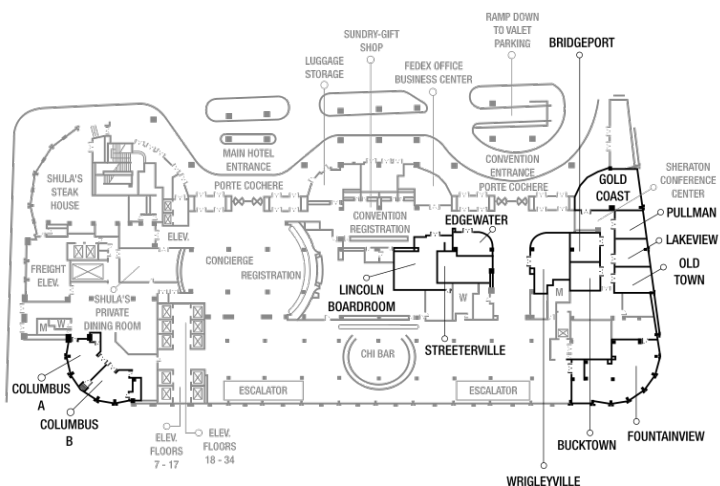 RAMP DOWN
TO VALET
PARKING
SUNDRY-GIFT
SHOP
BRIDGEPORT
LUGGAGE
STORAGE
FEDEX OFFICE
BUSINESS CENTER
MAIN HOTEL
ENTRANCE
CONVENTION
ENTRANCE
SHULA'S
STEAK
HOUSE
PORTE COCHERE
PORTE COCHERE
GOLD
COAST
SHERATON
CONFERENCE
CENTER
PULLMAN
EDGEWATER
CONVENTION
REGISTRATION
ELEV.
LAKEVIEW
CONCIERGE
REGISTRATION
OLD
TOWN
FREIGHT
ELEV.
LINCOLN
BOARDROOM
SHULA'S
PRIVATE
DINING ROOM
W
M
M
W
STREETERVILLE
CHI BAR
COLUMBUS
A
ESCALATOR
ESCALATOR
COLUMBUS
B
ELEV.
FLOORS
7 - 17
ELEV.
FLOORS
18 - 34
BUCKTOWN
FOUNTAINVIEW
WRIGLEYVILLE